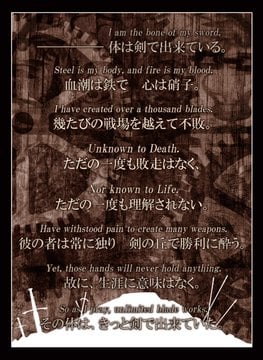 I am the bone of my sword.
体は剣で出来ている。
Steel is my body, and fire is my blood.
血潮は鉄で 心は硝子。
I have created over a thousand blades.
幾たびの戦場を越えて不敗。
Unknown to Death.
ただの一度も敗走はなく、
Nor known to Life.
ただの一度も理解されない。
Have withstood pain to create many weapons.
彼の者は常に独り 剣の丘で勝利に酔う。
Yet, those hands will never hold anything.
故に、生涯に意味はなく。
So as I pray, unlimited blade works.
その体は、きっと剣で出来ていた。